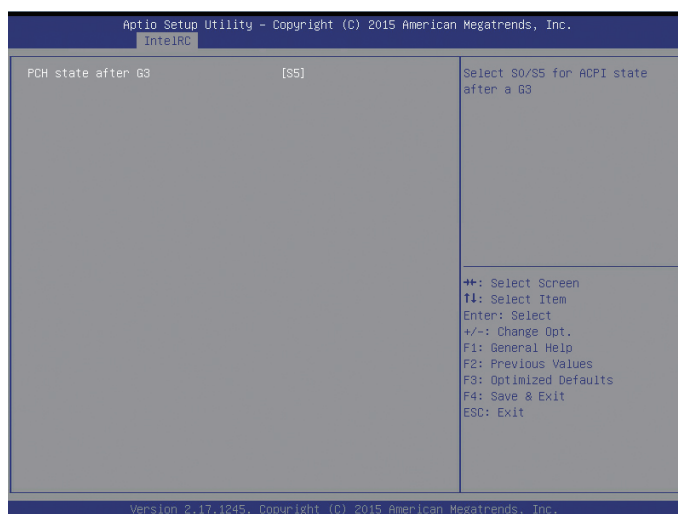 Aptio Setup Utility – Copyright (C) 2015 American Megatrends, Inc.
IntelRC
PCH state after G3 [S5]
Select S0/S5 for ACPI state
after a G3
→←: Select Screen
↑↓: Select Item
Enter: Select
+/-: Change Opt.
F1: General Help
F2: Previous Values
F3: Optimized Defaults
F4: Save & Exit
ESC: Exit
Version 2.17.1245. Copyright (C) 2015 American Megatrends, Inc.